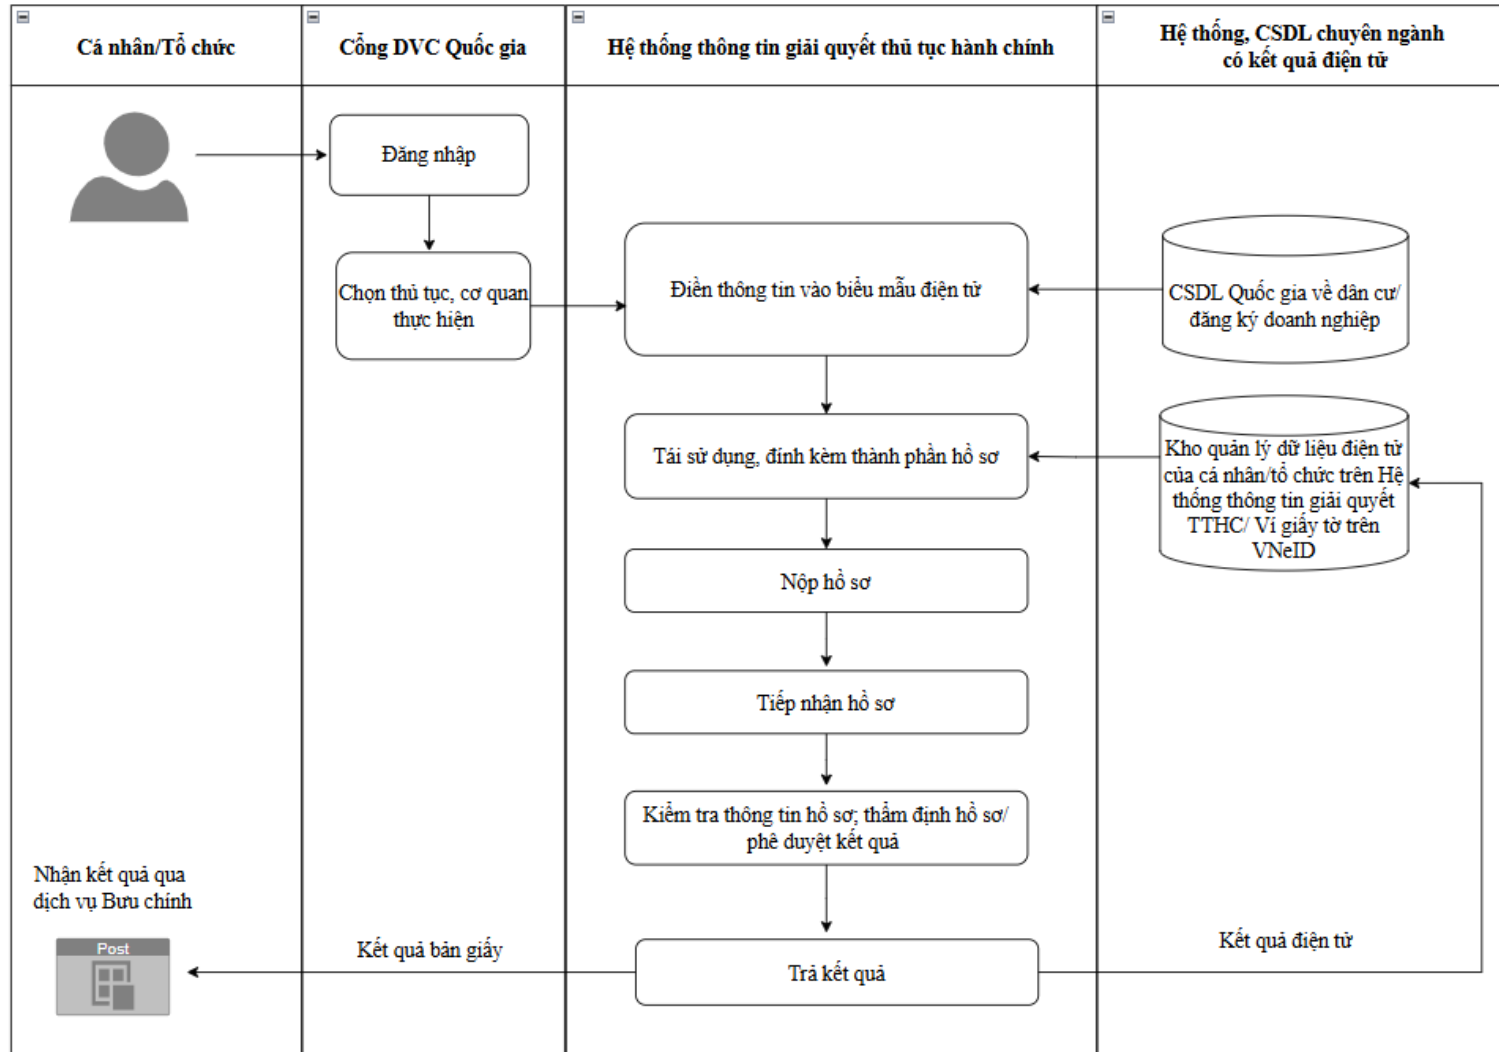 Cá nhân/Tổ chức
Cổng DVC Quốc gia
Hệ thống thông tin giải quyết thủ tục hành chính
Hệ thống, CSDL chuyên ngành
có kết quả điện tử
Đăng nhập
Chọn thủ tục, cơ quan
thực hiện
Điền thông tin vào biểu mẫu điện tử
CSDL Quốc gia về dân cư/
đăng ký doanh nghiệp
Tái sử dụng, đính kèm thành phần hồ sơ
Kho quản lý dữ liệu điện tử
của cá nhân/tổ chức trên Hệ
thống thông tin giải quyết
TTHC/ Ví giấy tờ trên
VNeID
Nộp hồ sơ
Tiếp nhận hồ sơ
Kiểm tra thông tin hồ sơ; thẩm định hồ sơ/
phê duyệt kết quả
Nhận kết quả qua
dịch vụ Bưu chính
Post
Kết quả bản giấy
Trả kết quả
Kết quả điện tử